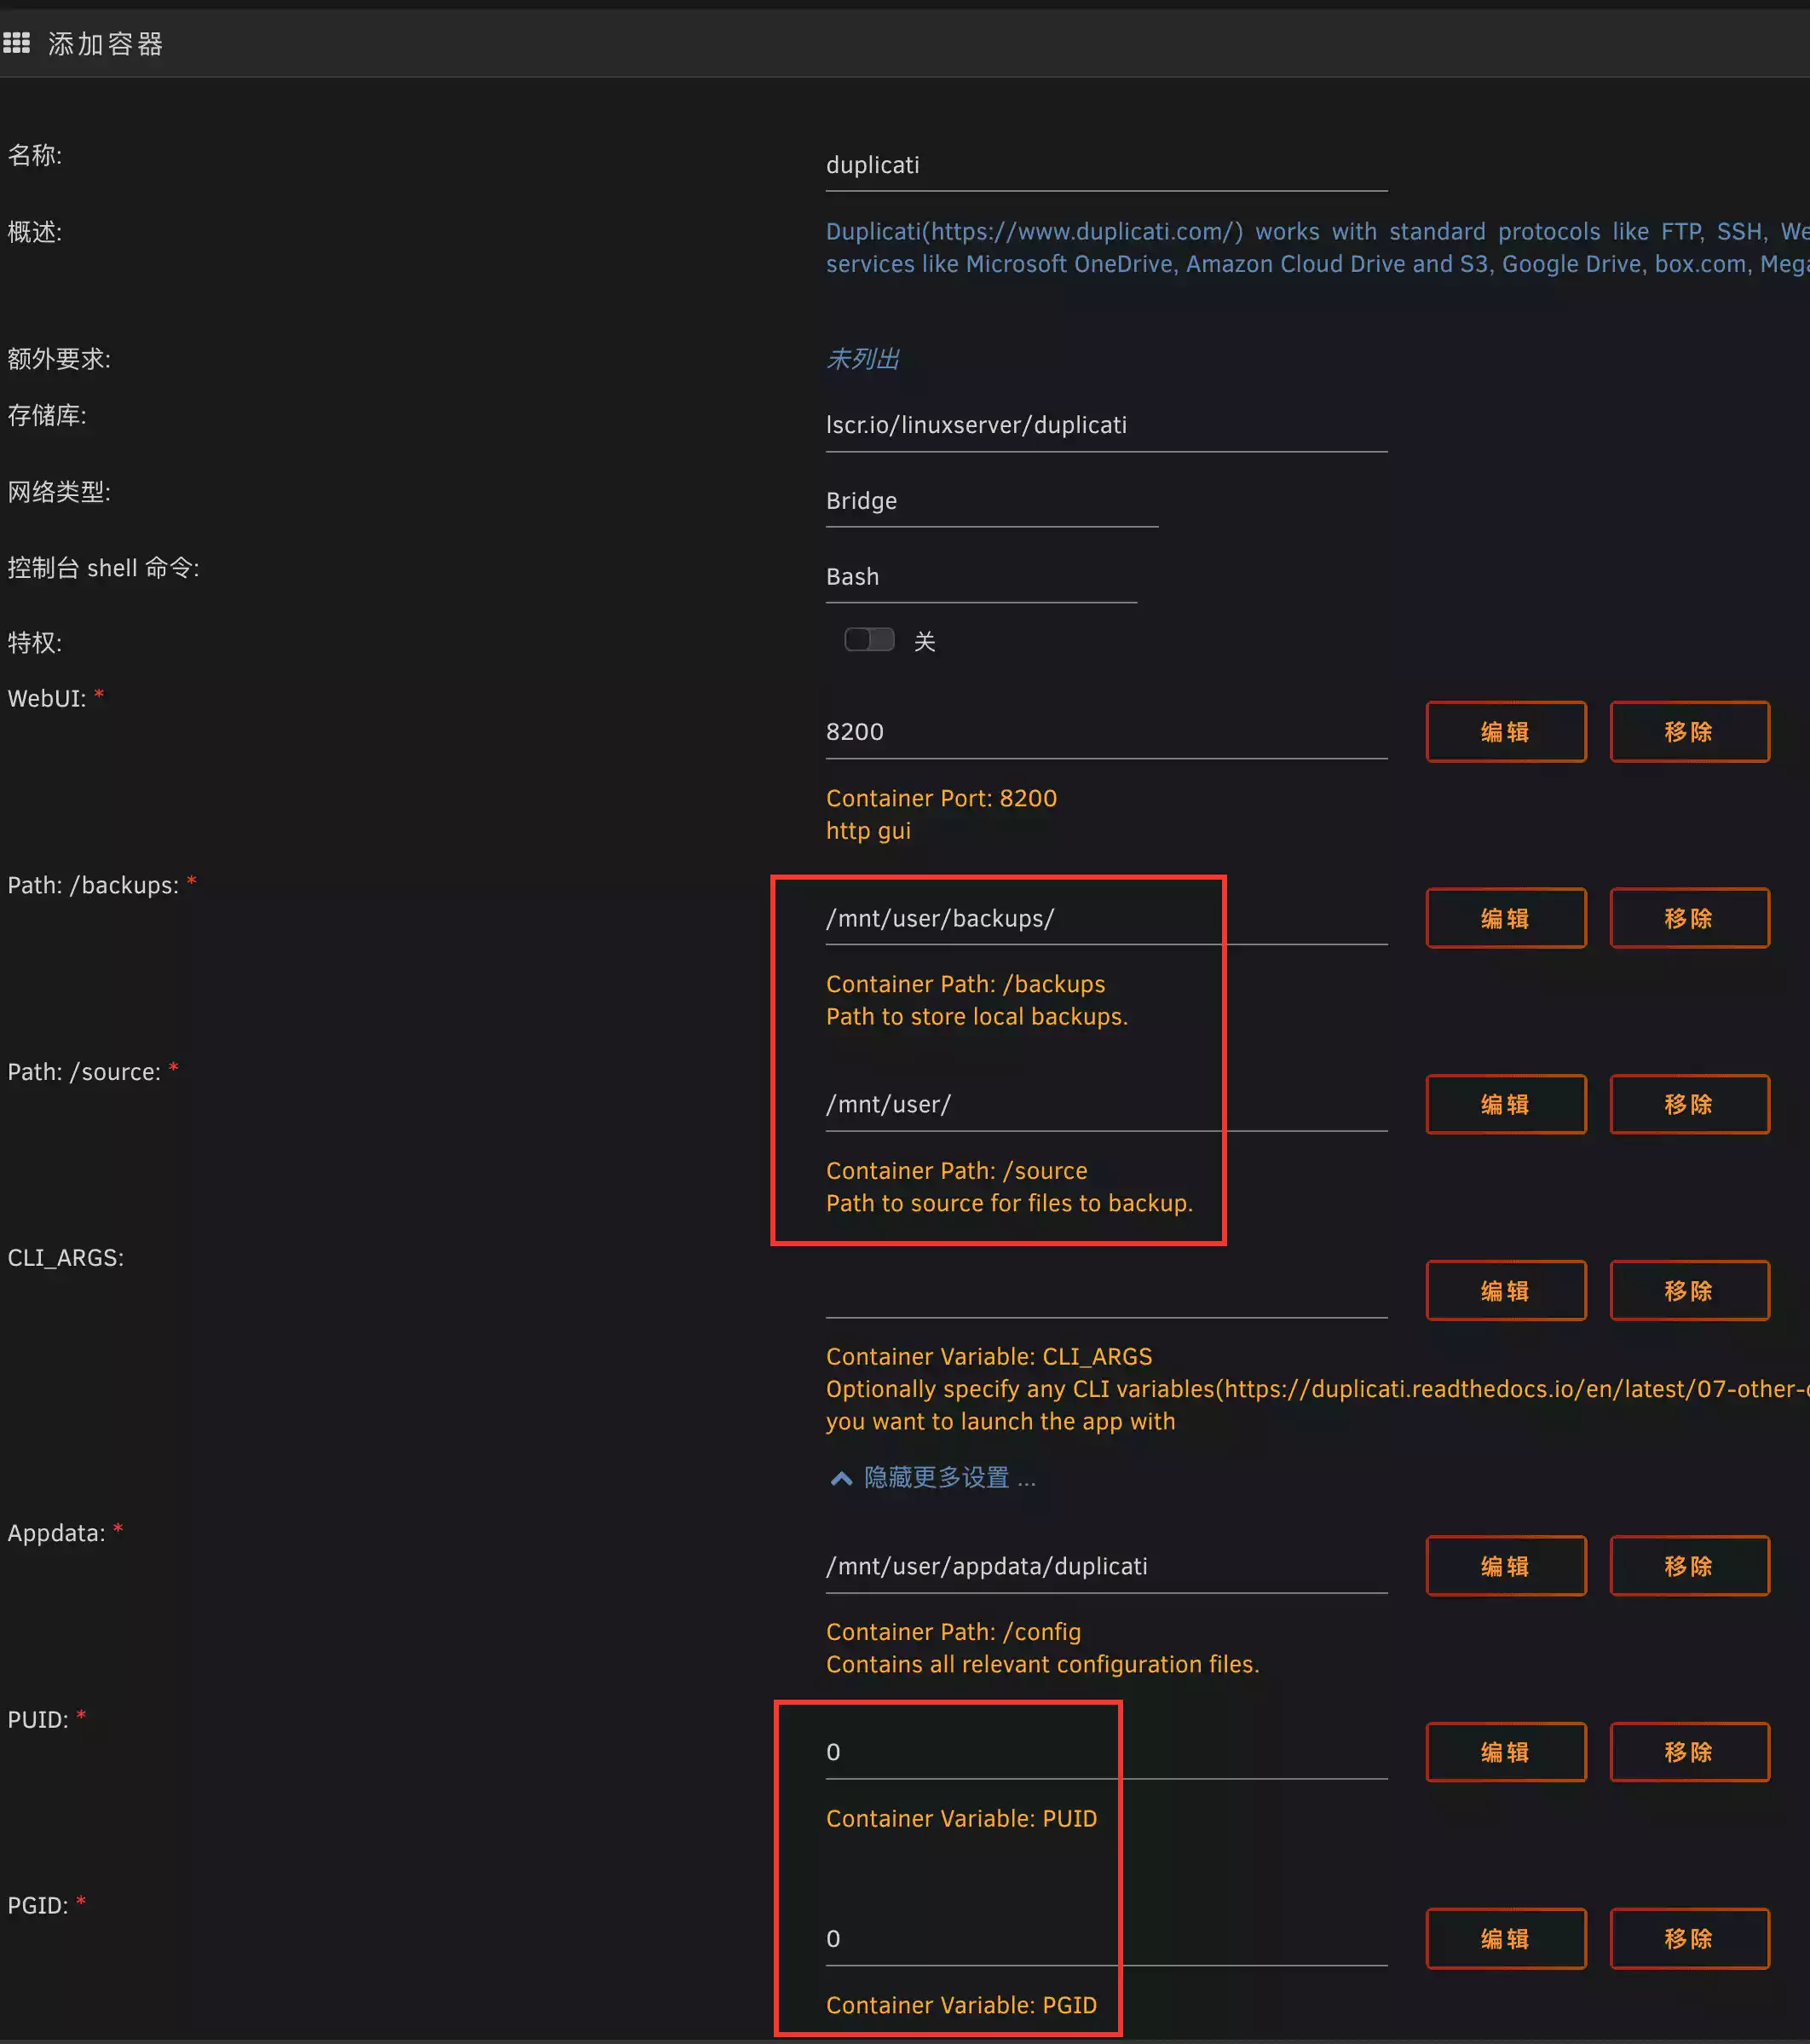 添加容器
名称:
duplicati
概述:
Duplicati(https://www.duplicati.com/) works with standard protocols like FTP, SSH, We
services like Microsoft OneDrive, Amazon Cloud Drive and S3, Google Drive, box.com, Mega
额外要求:
未列出
存储库:
lscr.io/linuxserver/duplicati
网络类型:
Bridge
控制台 shell 命令:
Bash
特权:
关
WebUI: *
8200
编辑 移除
Container Port: 8200
http gui
Path: /backups: *
/mnt/user/backups/
编辑 移除
Container Path: /backups
Path to store local backups.
Path: /source: *
/mnt/user/
编辑 移除
Container Path: /source
Path to source for files to backup.
CLI_ARGS:
编辑 移除
Container Variable: CLI_ARGS
Optionally specify any CLI variables(https://duplicati.readthedocs.io/en/latest/07-other-
you want to launch the app with
隐藏更多设置 ...
Appdata: *
/mnt/user/appdata/duplicati
编辑 移除
Container Path: /config
Contains all relevant configuration files.
PUID: *
0
编辑 移除
Container Variable: PUID
PGID: *
0
编辑 移除
Container Variable: PGID